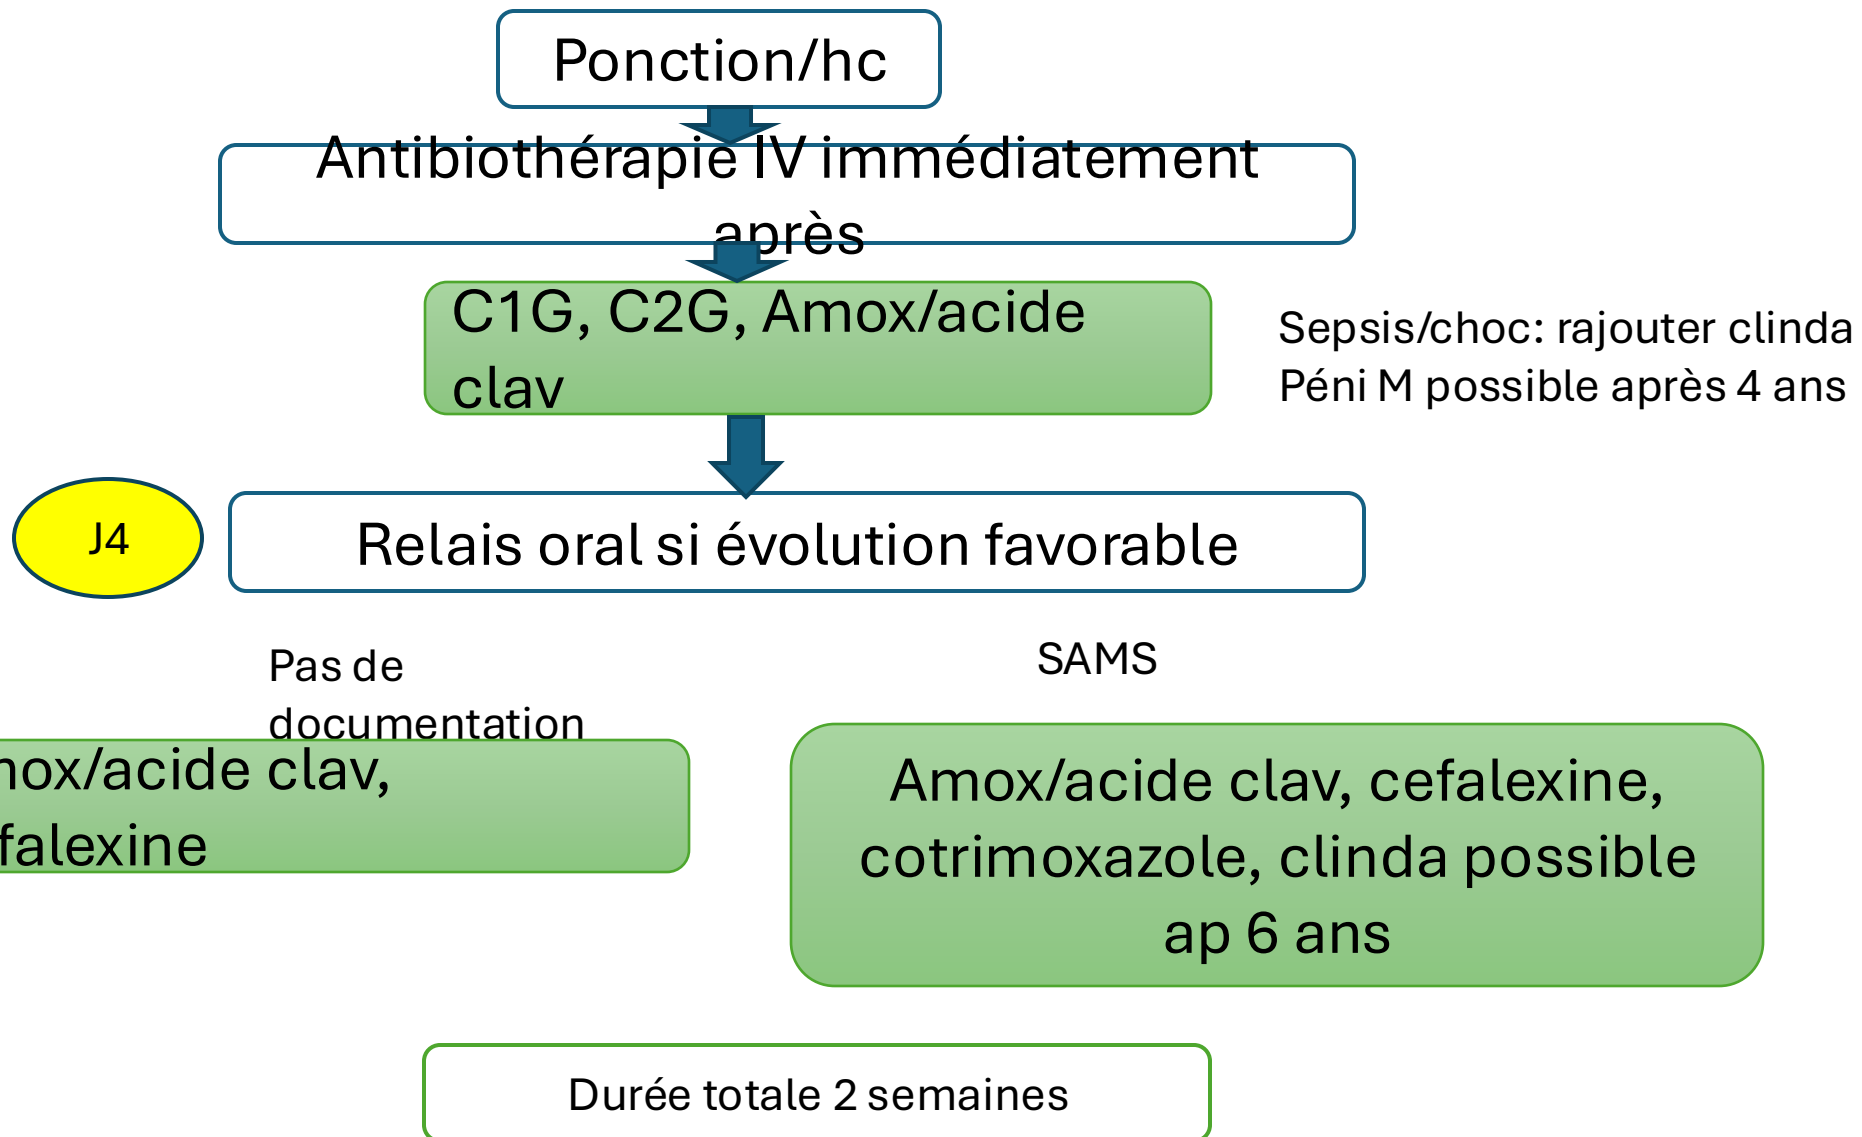 Ponction/hc
Antibiothérapie IV immédiatement
après
C1G, C2G, Amox/acide
clav
Sepsis/choc: rajouter clinda
Péni M possible après 4 ans
J4
Relais oral si évolution favorable
Pas de
documentation
nox/acide clav,
falexine
SAMS
Amox/acide clav, cefalexine,
cotrimoxazole, clinda possible
ap 6 ans
Durée totale 2 semaines